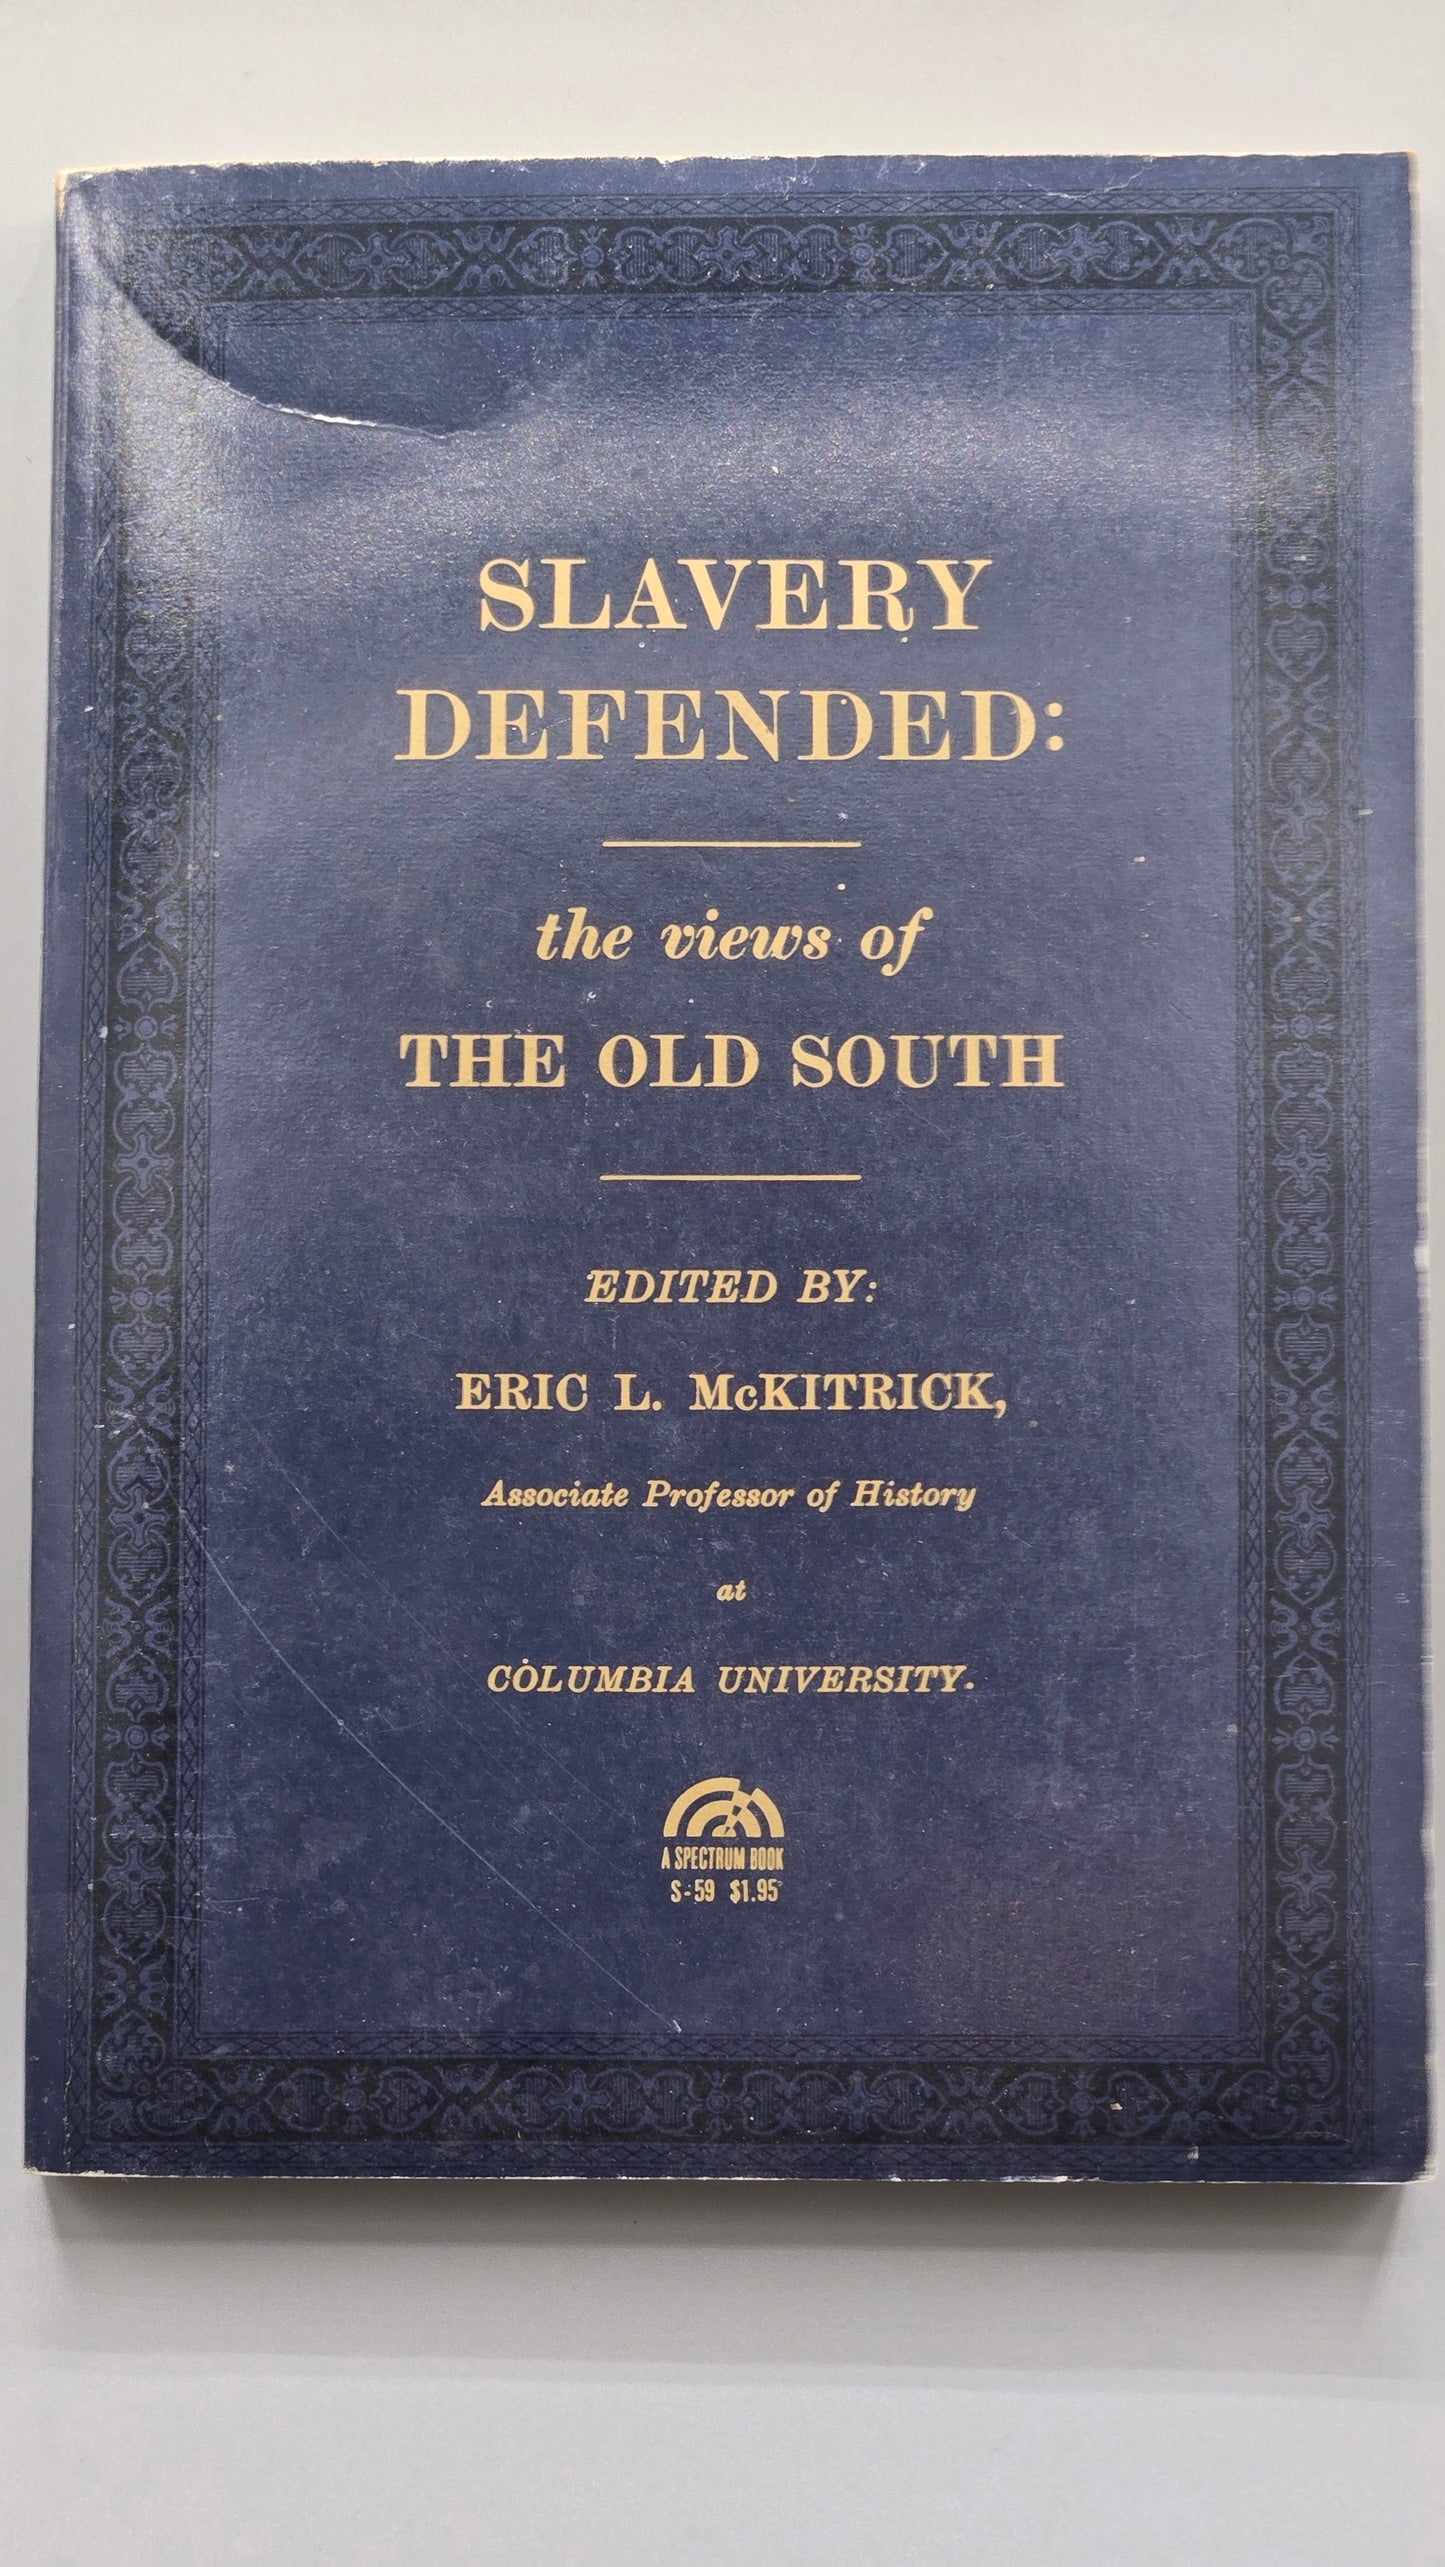 SLAVERY
DEFENDED:
the views of
THE OLD SOUTH
EDITED BY:
ERIC L. McKITRICK,
Associate Professor of History
at
COLUMBIA UNIVERSITY.
A SPECTRUM BOOK
S-59 $1.95